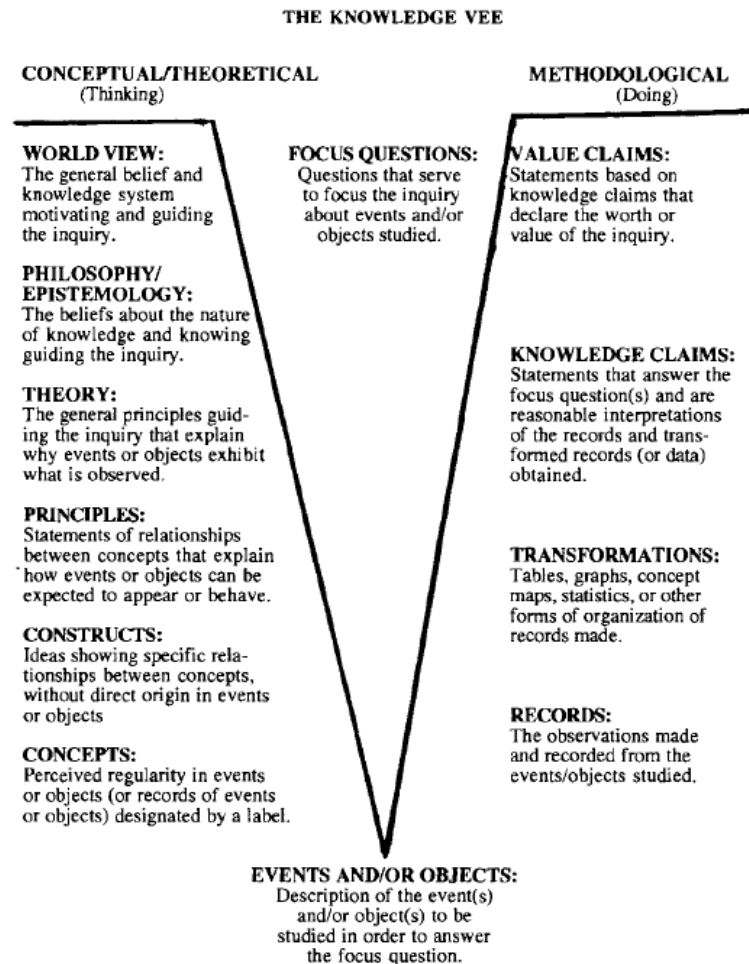 THE KNOWLEDGE VEE
CONCEPTUAL/THEORETICAL
(Thinking)
METHODOLOGICAL
(Doing)
WORLD VIEW:
The general belief and
knowledge system
motivating and guiding
the inquiry.
PHILOSOPHY/
EPISTEMOLOGY:
The beliefs about the nature
of knowledge and knowing
guiding the inquiry.
THEORY:
The general principles guid-
ing the inquiry that explain
why events or objects exhibit
what is observed.
PRINCIPLES:
Statements of relationships
between concepts that explain
how events or objects can be
expected to appear or behave.
CONSTRUCTS:
Ideas showing specific rela-
tionships between concepts,
without direct origin in events
or objects
CONCEPTS:
Perceived regularity in events
or objects (or records of events
or objects) designated by a label.
FOCUS QUESTIONS:
Questions that serve
to focus the inquiry
about events and/or
objects studied.
VALUE CLAIMS:
Statements based on
knowledge claims that
declare the worth or
value of the inquiry.
KNOWLEDGE CLAIMS:
Statements that answer the
focus question(s) and are
reasonable interpretations
of the records and trans-
formed records (or data)
obtained.
TRANSFORMATIONS:
Tables, graphs, concept
maps, statistics, or other
forms of organization of
records made.
RECORDS:
The observations made
and recorded from the
events/objects studied.
EVENTS AND/OR OBJECTS:
Description of the event(s)
and/or object(s) to be
studied in order to answer
the focus question.